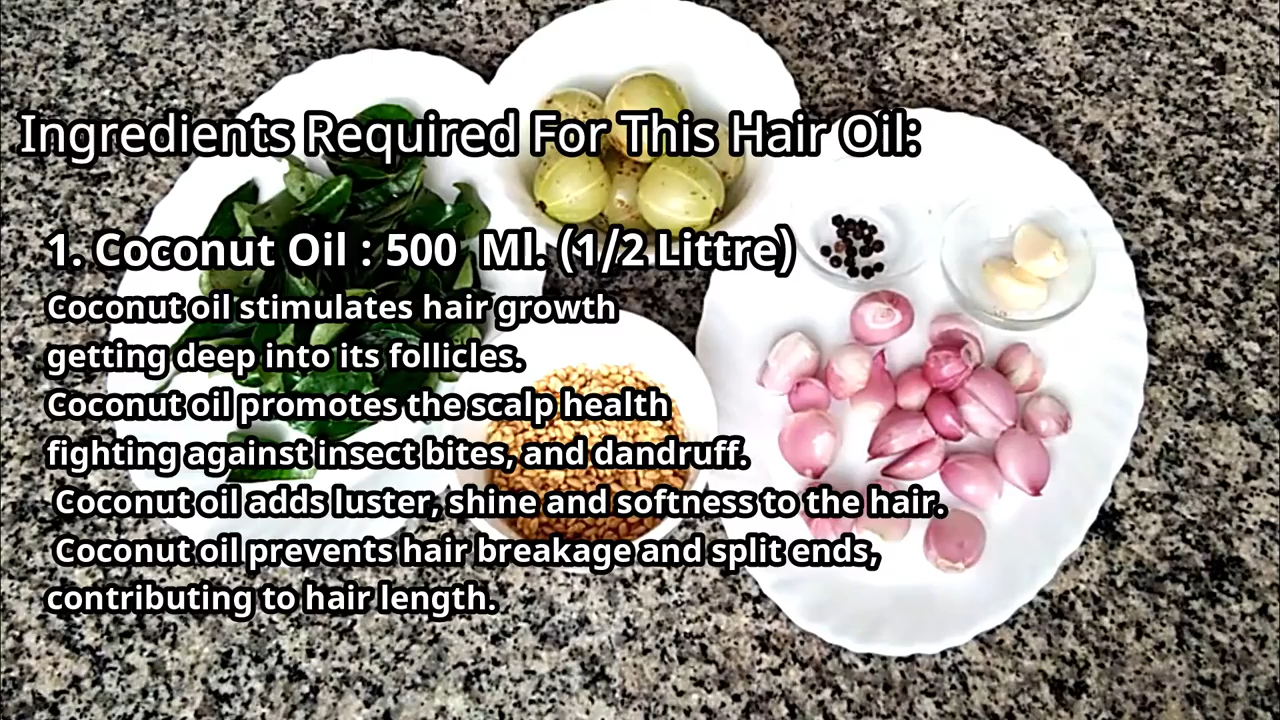 Ingredients Required For This Hair Oil:
1. Coconut Oil : 500 Ml. (1/2 Littre)
Coconut oil stimulates hair growth
getting deep into its follicles.
Coconut oil promotes the scalp health
fighting against insect bites, and dandruff.
Coconut oil adds luster, shine and softness to the hair.
Coconut oil prevents hair breakage and split ends,
contributing to hair length.